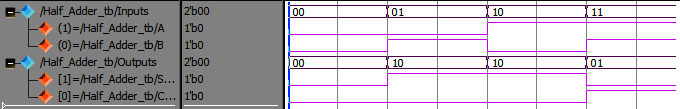 /Half_Adder_tb/Inputs 2'b00 00 01 10 11
(1)=/Half_Adder_tb/A 1'b0
(0)=/Half_Adder_tb/B 1'b0
/Half_Adder_tb/Outputs 2'b00 00 10 10 01
[1]=/Half_Adder_tb/S... 1'b0
[0]=/Half_Adder_tb/C... 1'b0